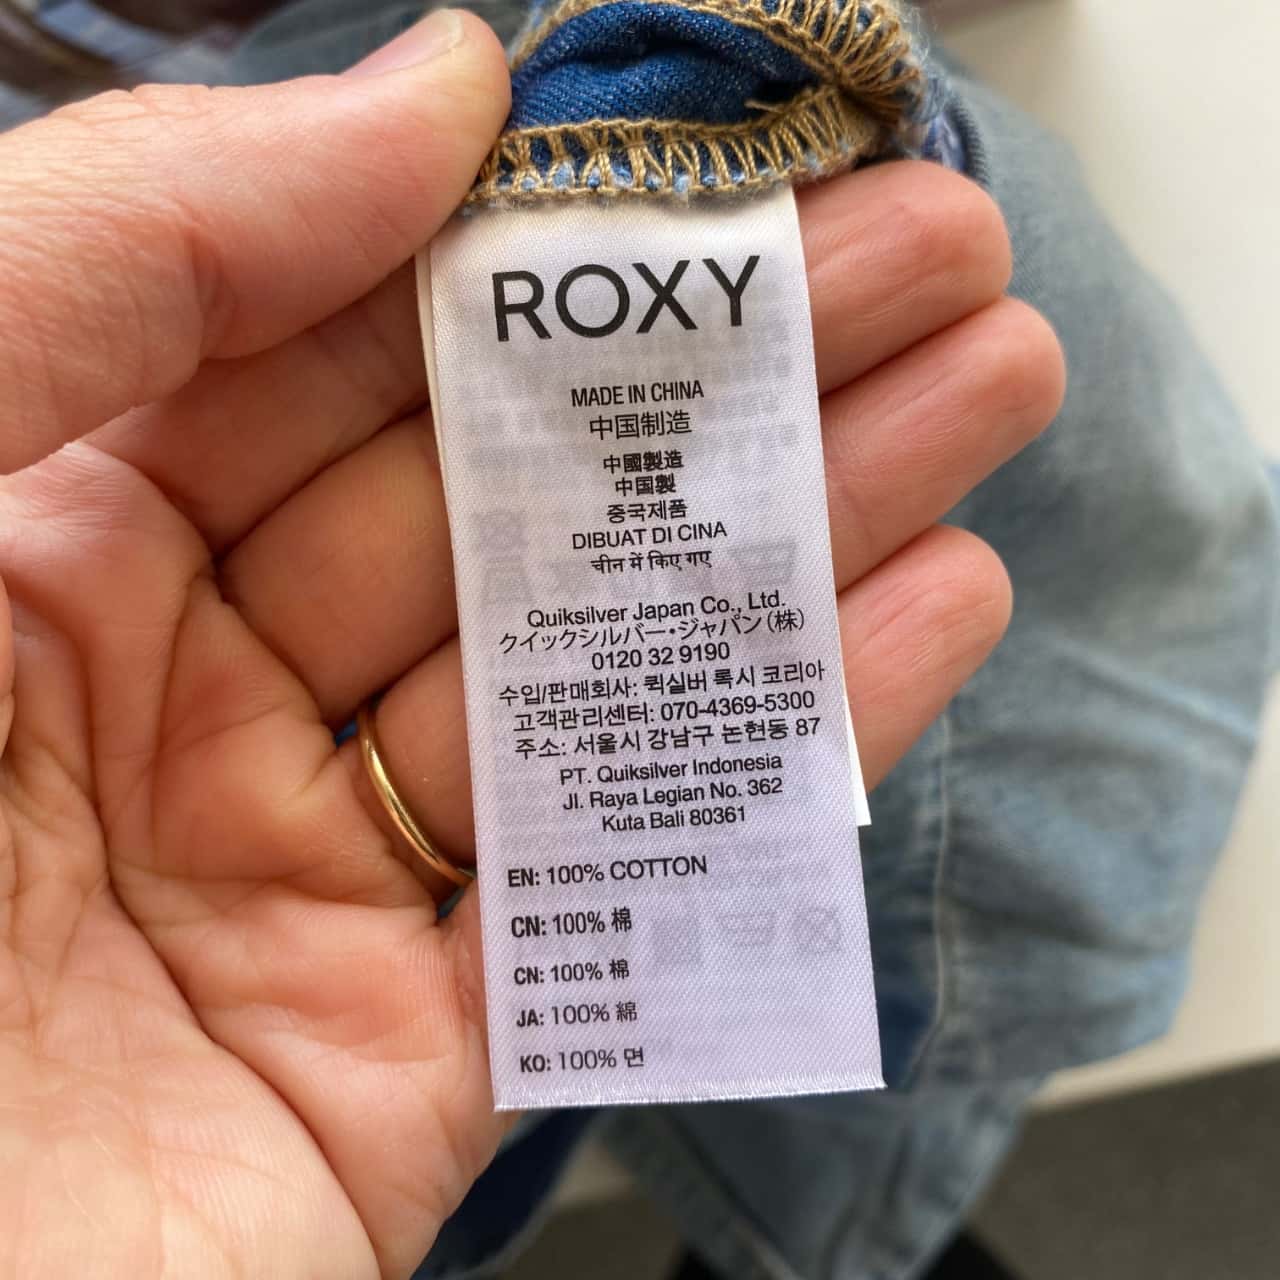 ROXY
MADE IN CHINA
中国制造
中國製造
中国製
중국제품
DIBUAT DI CINA
चीन में किए गए
Quiksilver Japan Co., Ltd.
クイックシルバー・ジャパン(株)
0120 32 9190
수입/판매회사: 퀵실버 록시 코리아
고객관리센터: 070-4369-5300
주소: 서울시 강남구 논현동 87
PT. Quiksilver Indonesia
Jl. Raya Legian No. 362
Kuta Bali 80361
EN: 100% COTTON
CN: 100% 棉
CN: 100% 棉
JA: 100% 綿
KO: 100% 면